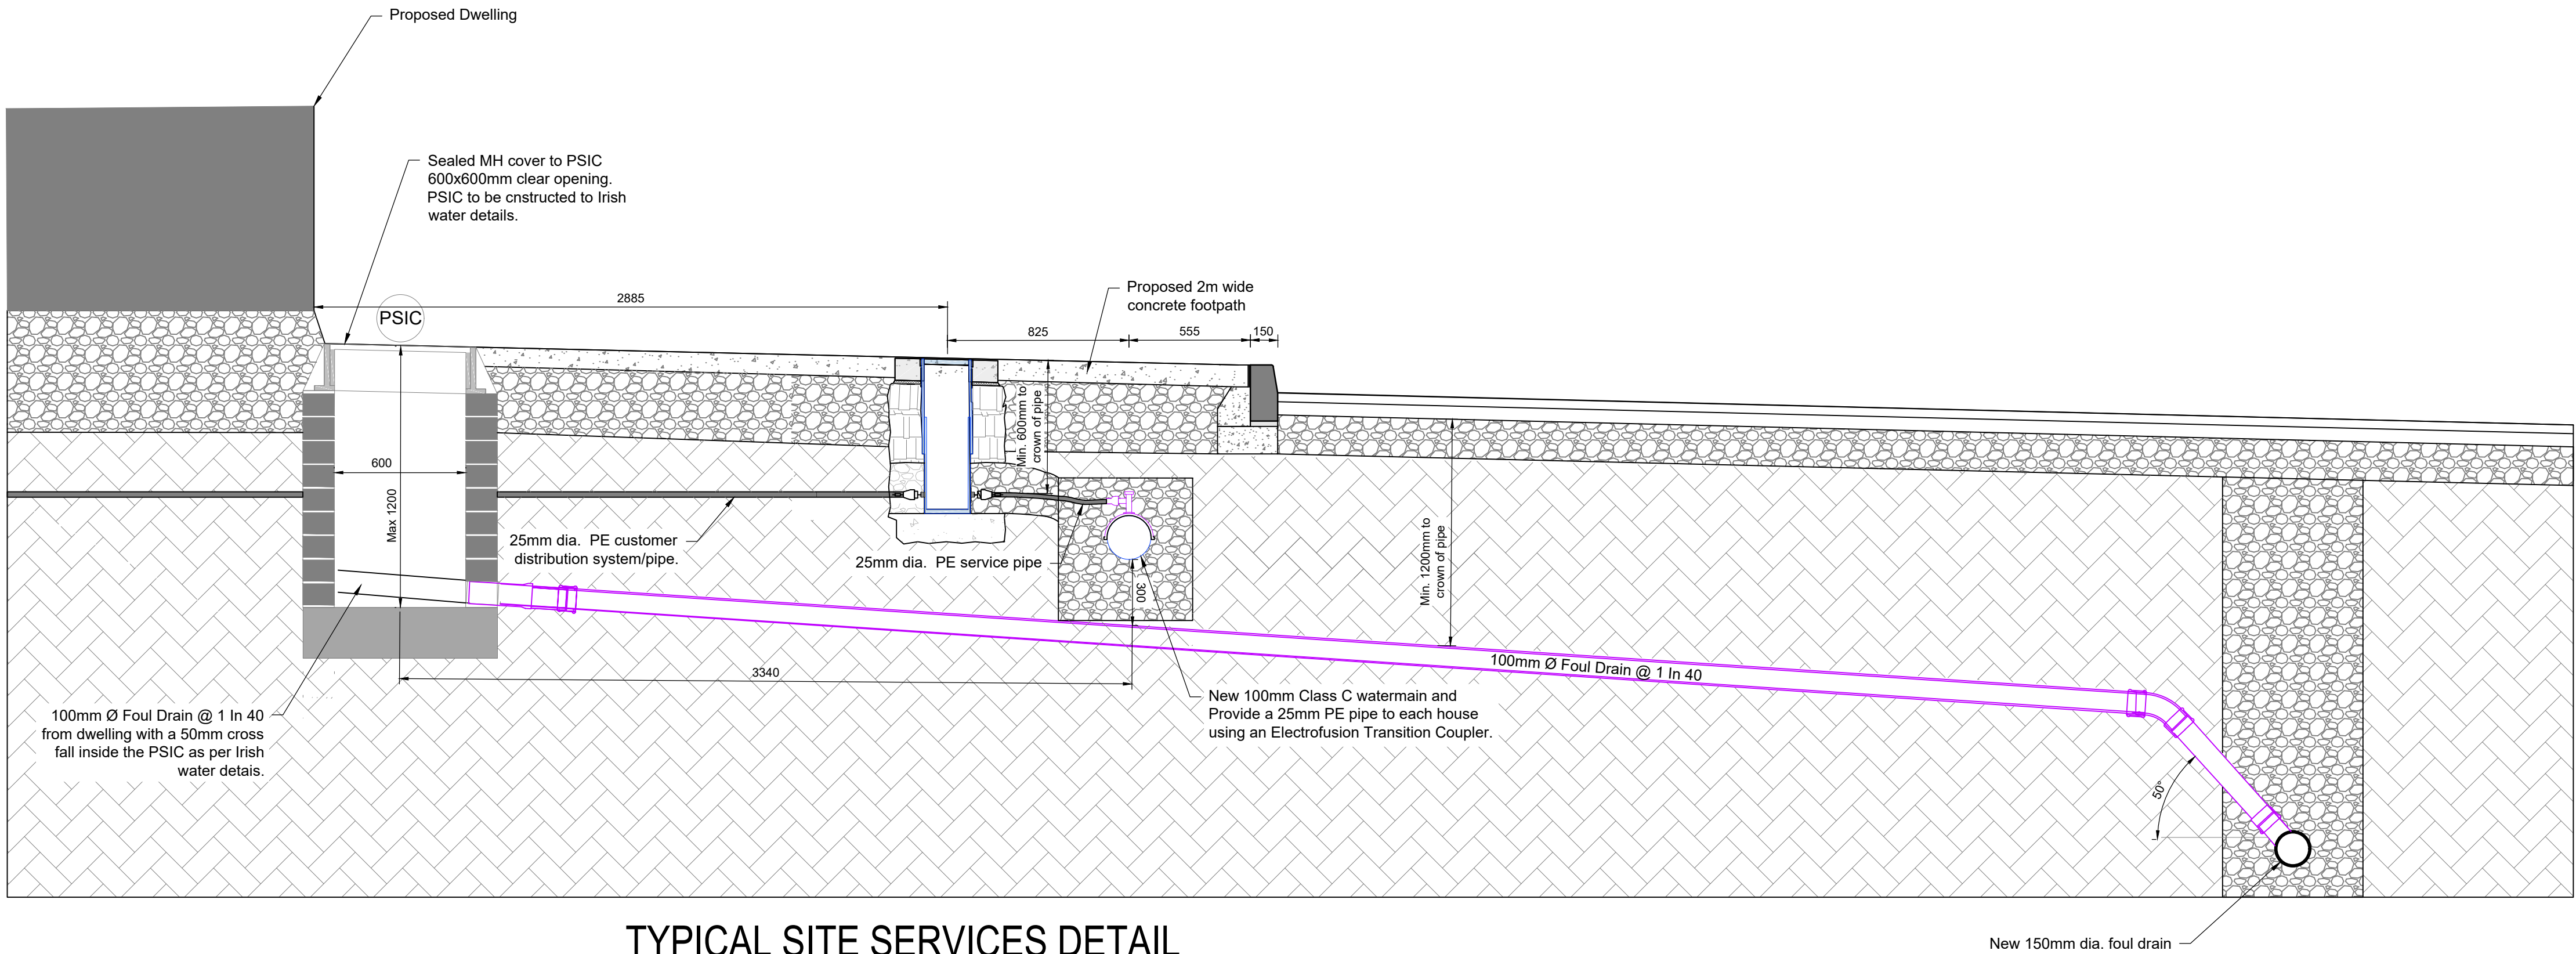 Proposed Dwelling
Sealed MH cover to PSIC
600x600mm clear opening.
PSIC to be cnstructed to Irish
water details.
PSIC
2885
Proposed 2m wide
concrete footpath
825
555
150
Min. 600mm to
crown of pipe
600
Max 1200
25mm dia. PE customer
distribution system/pipe.
25mm dia. PE service pipe
300
Min. 1200mm to
crown of pipe
3340
100mm Ø Foul Drain @ 1 In 40
New 100mm Class C watermain and
Provide a 25mm PE pipe to each house
using an Electrofusion Transition Coupler.
100mm Ø Foul Drain @ 1 In 40
from dwelling with a 50mm cross
fall inside the PSIC as per Irish
water detais.
50°
New 150mm dia. foul drain
TYPICAL SITE SERVICES DETAIL